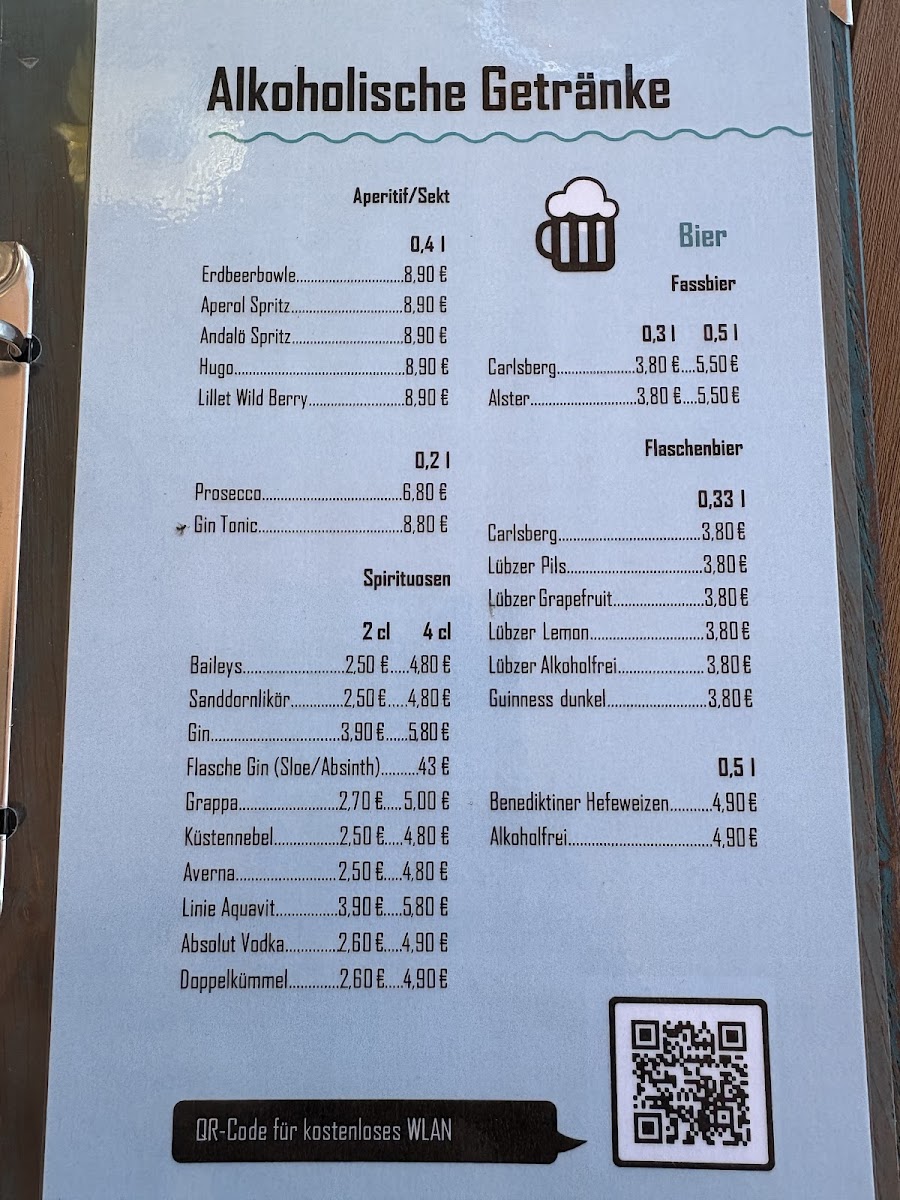 Alkoholische Getränke
Aperitif/Sekt
0,4 l
Erdbeerbowle............................8,90 €
Aperol Spritz.............................8,90 €
Andalö Spritz.............................8,90 €
Hugo............................................8,90 €
Lillet Wild Berry.........................8,90 €
0,2 l
Prosecco.....................................6,80 €
Gin Tonic......................................8,80 €
Spirituosen
2 cl 4 cl
Baileys...........................2,50 €.....4,80 €
Sanddornlikör..............2,50 €.....4,80 €
Gin..................................3,90 €......5,80 €
Flasche Gin (Sloe/Absinth)..........43 €
Grappa..........................2,70 €.....5,00 €
Küstennebel.................2,50 €.....4,80 €
Averna...........................2,50 €.....4,80 €
Linie Aquavit................3,90 €.....5,80 €
Absolut Vodka..............2,60 €.....4,90 €
Doppelkümmel.............2,60 €.....4,90 €
Bier
Fassbier
0,3 l 0,5 l
Carlsberg.....................3,80 €....5,50 €
Alster............................3,80 €....5,50 €
Flaschenbier
0,33 l
Carlsberg.....................................3,80 €
Lübzer Pils...................................3,80 €
Lübzer Grapefruit.......................3,80 €
Lübzer Lemon.............................3,80 €
Lübzer Alkoholfrei......................3,80 €
Guinness dunkel.........................3,80 €
0,5 l
Benediktiner Hefeweizen..........4,90 €
Alkoholfrei....................................4,90 €
QR-Code für kostenloses WLAN